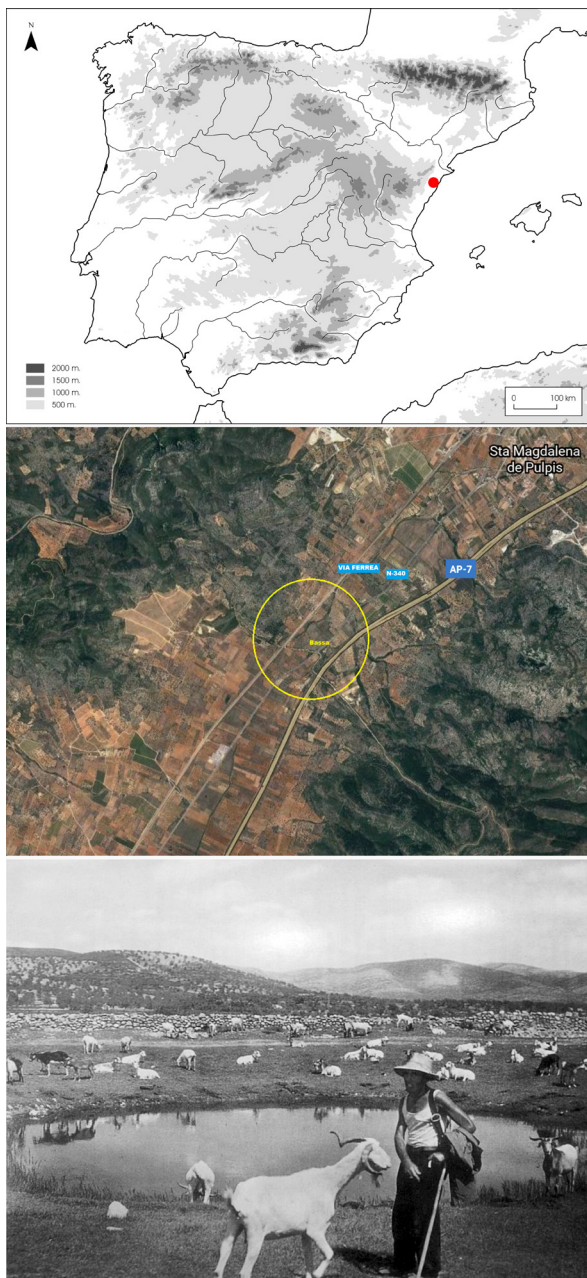 N
2000 m.
1500 m.
1000 m.
500 m.
0 100 km
Sta Magdalena
de Pulpis
VIA FERREA
N-340
AP-7
Bassa